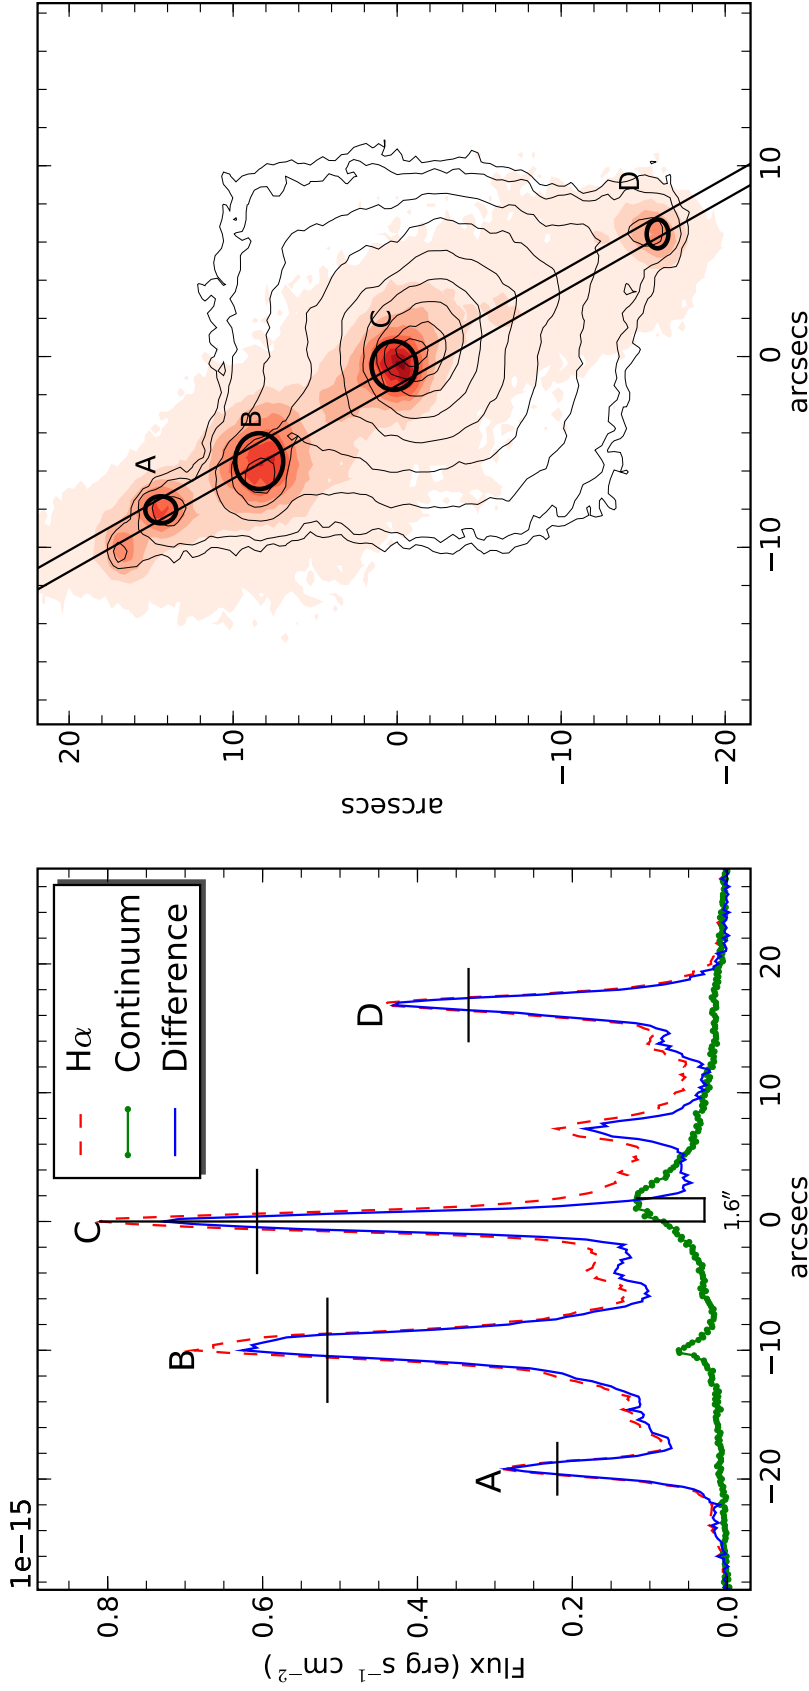 1e−15
Flux (erg s⁻¹ cm⁻²)
0.8
0.6
0.4
0.2
0.0
−20
−10
0
10
20
arcsecs
A
B
C
D
1.6″
Hα
Continuum
Difference
arcsecs
20
10
0
−10
−20
−10
0
10
arcsecs
A
B
C
D